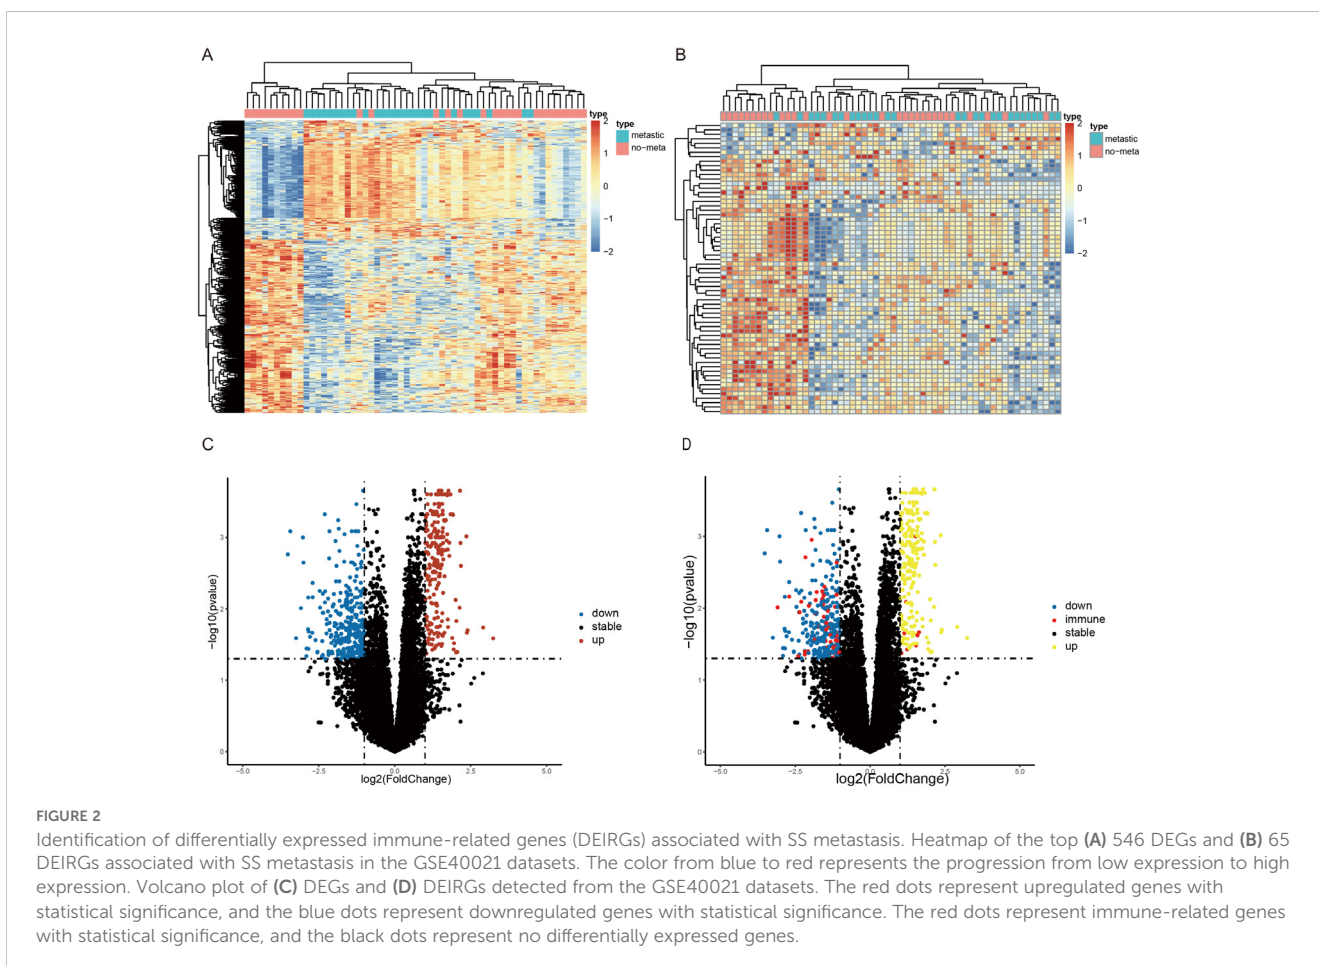 A
type
2
1
0
−1
−2
type
metastic
no−meta
B
type
2
1
0
−1
−2
type
metastic
no−meta
C
−log10(pvalue)
3
2
1
0
−5.0
−2.5
0.0
2.5
5.0
log2(FoldChange)
down
stable
up
D
−log10(pvalue)
3
2
1
0
−5.0
−2.5
0.0
2.5
5.0
log2(FoldChange)
down
immune
stable
up
FIGURE 2
Identification of differentially expressed immune-related genes (DEIRGs) associated with SS metastasis. Heatmap of the top (A) 546 DEGs and (B) 65
DEIRGs associated with SS metastasis in the GSE40021 datasets. The color from blue to red represents the progression from low expression to high
expression. Volcano plot of (C) DEGs and (D) DEIRGs detected from the GSE40021 datasets. The red dots represent upregulated genes with
statistical significance, and the blue dots represent downregulated genes with statistical significance. The red dots represent immune-related genes
with statistical significance, and the black dots represent no differentially expressed genes.